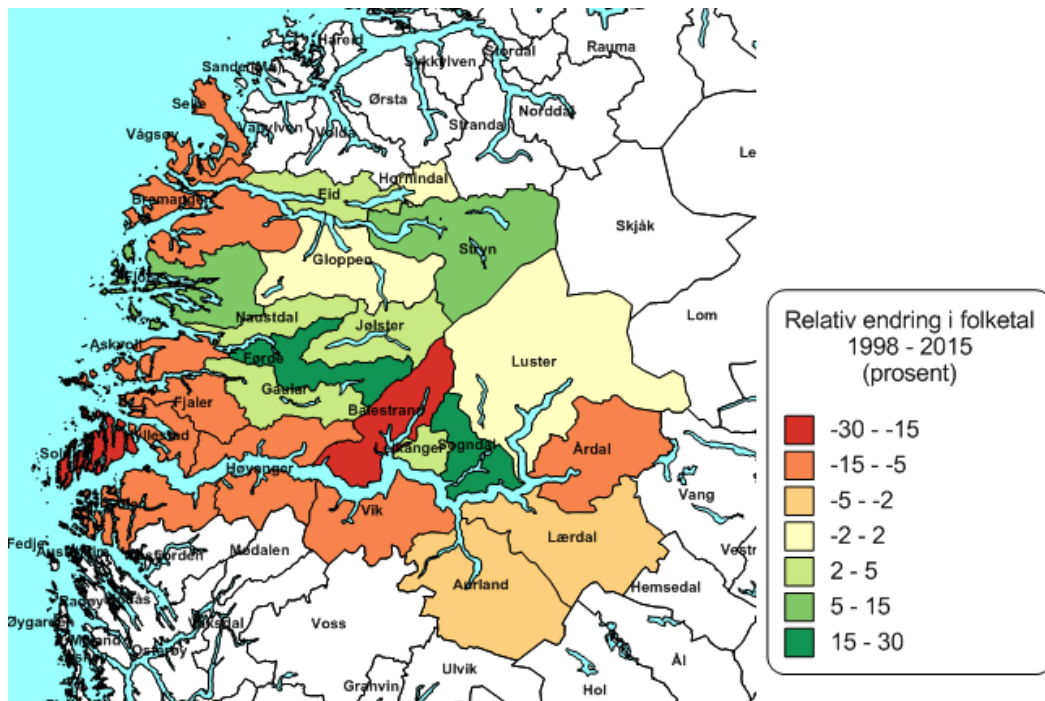 Hareid
Stordal
Rauma
Sykkylven
Sande (M.)
Ørsta
Selje
Norddal
Stranda
Vanylven
Volda
Vågsøy
Hornindal
Eid
Bremanger
Skjåk
Stryn
Gloppen
Naustdal
Jølster
Lom
Askvoll
Førde
Luster
Gaular
Fjaler
Balestrand
Leikanger
Sogndal
Årdal
Høyanger
Vik
Vang
Lærdal
Fedje
Modalen
Aurland
Hemsedal
Øygarden
Voss
Osterøy
Ulvik
Ål
Granvin
Hol
Relativ endring i folketal
1998 - 2015
(prosent)
-30 - -15
-15 - -5
-5 - -2
-2 - 2
2 - 5
5 - 15
15 - 30